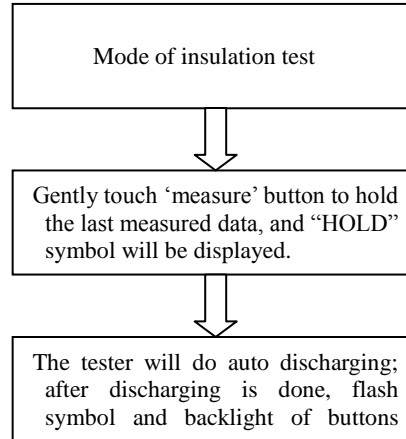 Mode of insulation test
Gently touch ‘measure’ button to hold
the last measured data, and “HOLD”
symbol will be displayed.
The tester will do auto discharging;
after discharging is done, flash
symbol and backlight of buttons